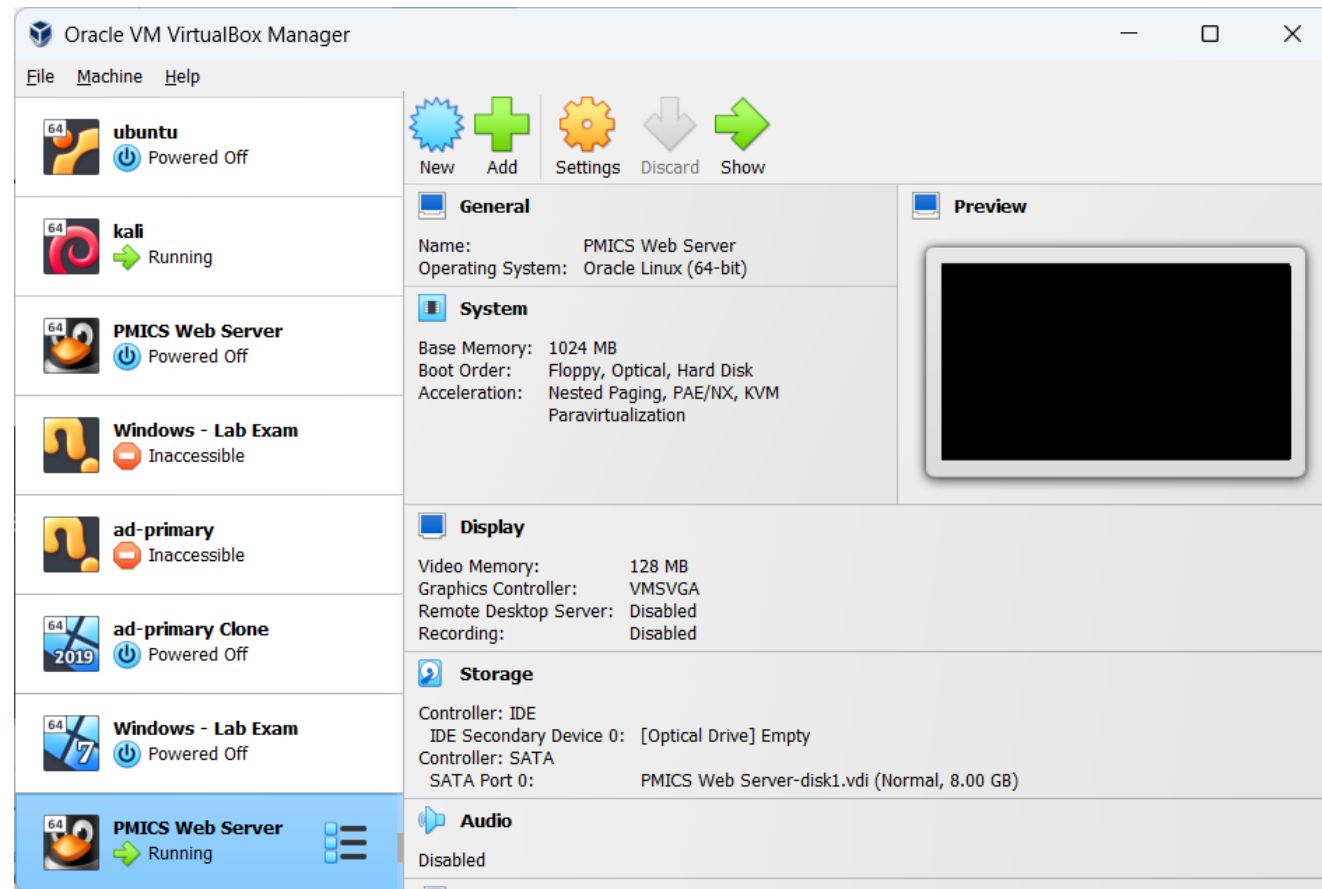 Oracle VM VirtualBox Manager
File Machine Help
64
ubuntu
Powered Off
64
kali
Running
64
PMICS Web Server
Powered Off
Windows - Lab Exam
Inaccessible
ad-primary
Inaccessible
64
2019
ad-primary Clone
Powered Off
64
7
Windows - Lab Exam
Powered Off
64
PMICS Web Server
Running
New Add Settings Discard Show
General
Name: PMICS Web Server
Operating System: Oracle Linux (64-bit)
System
Base Memory: 1024 MB
Boot Order: Floppy, Optical, Hard Disk
Acceleration: Nested Paging, PAE/NX, KVM
Paravirtualization
Preview
Display
Video Memory: 128 MB
Graphics Controller: VMSVGA
Remote Desktop Server: Disabled
Recording: Disabled
Storage
Controller: IDE
IDE Secondary Device 0: [Optical Drive] Empty
Controller: SATA
SATA Port 0: PMICS Web Server-disk1.vdi (Normal, 8.00 GB)
Audio
Disabled